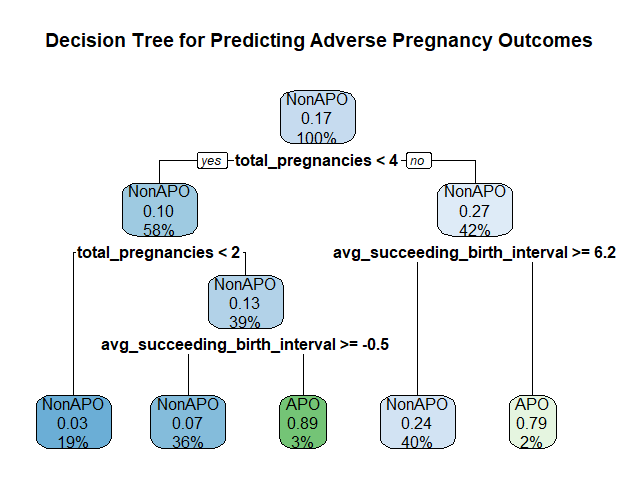 Decision Tree for Predicting Adverse Pregnancy Outcomes
NonAPO
0.17
100%
yes total_pregnancies < 4 no
NonAPO
0.10
58%
NonAPO
0.27
42%
total_pregnancies < 2
avg_succeeding_birth_interval >= 6.2
NonAPO
0.13
39%
avg_succeeding_birth_interval >= -0.5
NonAPO
0.03
19%
NonAPO
0.07
36%
APO
0.89
3%
NonAPO
0.24
40%
APO
0.79
2%